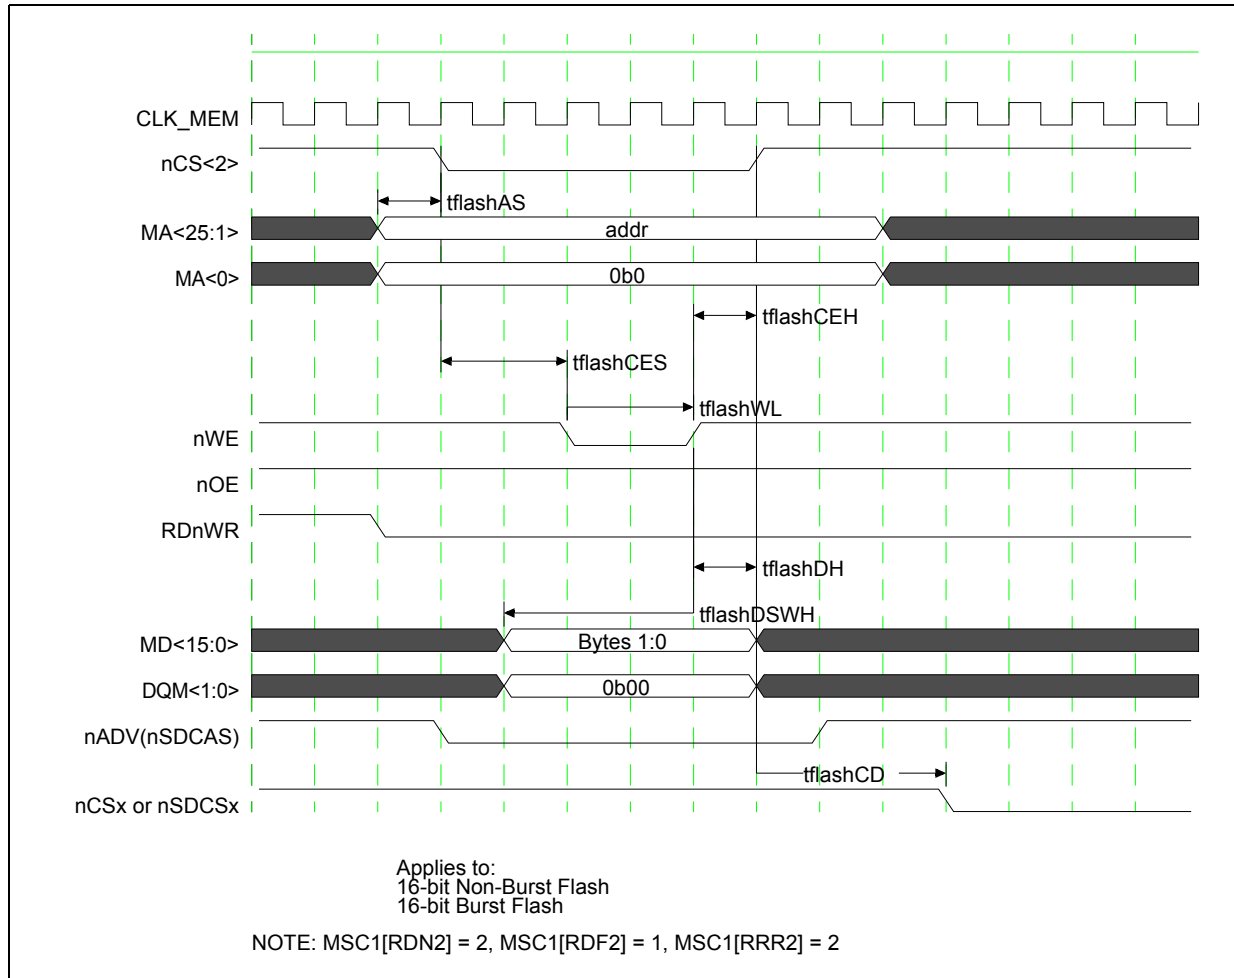 CLK_MEM
nCS<2>
tflashAS
MA<25:1>
addr
MA<0>
0b0
tflashCEH
tflashCES
tflashWL
nWE
nOE
RDnWR
tflashDH
tflashDSWH
MD<15:0>
Bytes 1:0
DQM<1:0>
0b00
nADV(nSDCAS)
tflashCD
nCSx or nSDCSx
Applies to:
16-bit Non-Burst Flash
16-bit Burst Flash
NOTE: MSC1[RDN2] = 2, MSC1[RDF2] = 1, MSC1[RRR2] = 2